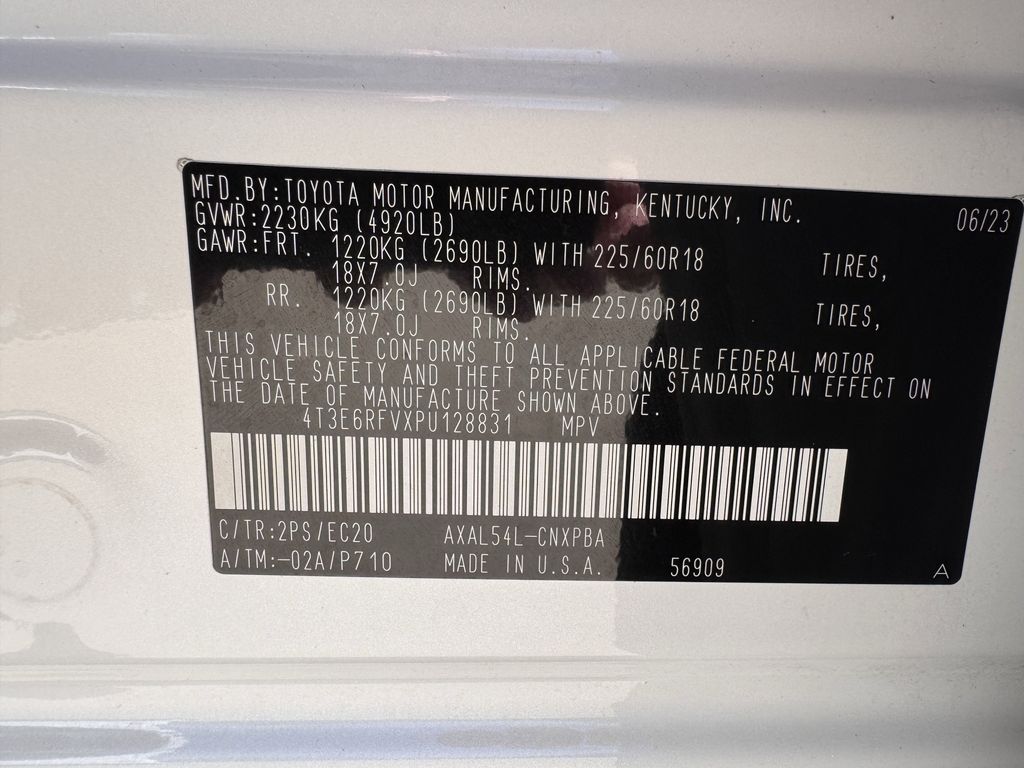 MFD.BY:TOYOTA MOTOR MANUFACTURING, KENTUCKY, INC. 06/23
GVWR:2230KG (4920LB)
GAWR:FRT. 1220KG (2690LB) WITH 225/60R18 TIRES,
18X7.0J RIMS.
RR. 1220KG (2690LB) WITH 225/60R18 TIRES,
18X7.0J RIMS.
THIS VEHICLE CONFORMS TO ALL APPLICABLE FEDERAL MOTOR
VEHICLE SAFETY AND THEFT PREVENTION STANDARDS IN EFFECT ON
THE DATE OF MANUFACTURE SHOWN ABOVE.
4T3E6RFVXPU128831 MPV
C/TR:2PS/EC20 AXAL54L-CNXPBA
A/TM:-02A/P710 MADE IN U.S.A. 56909 A